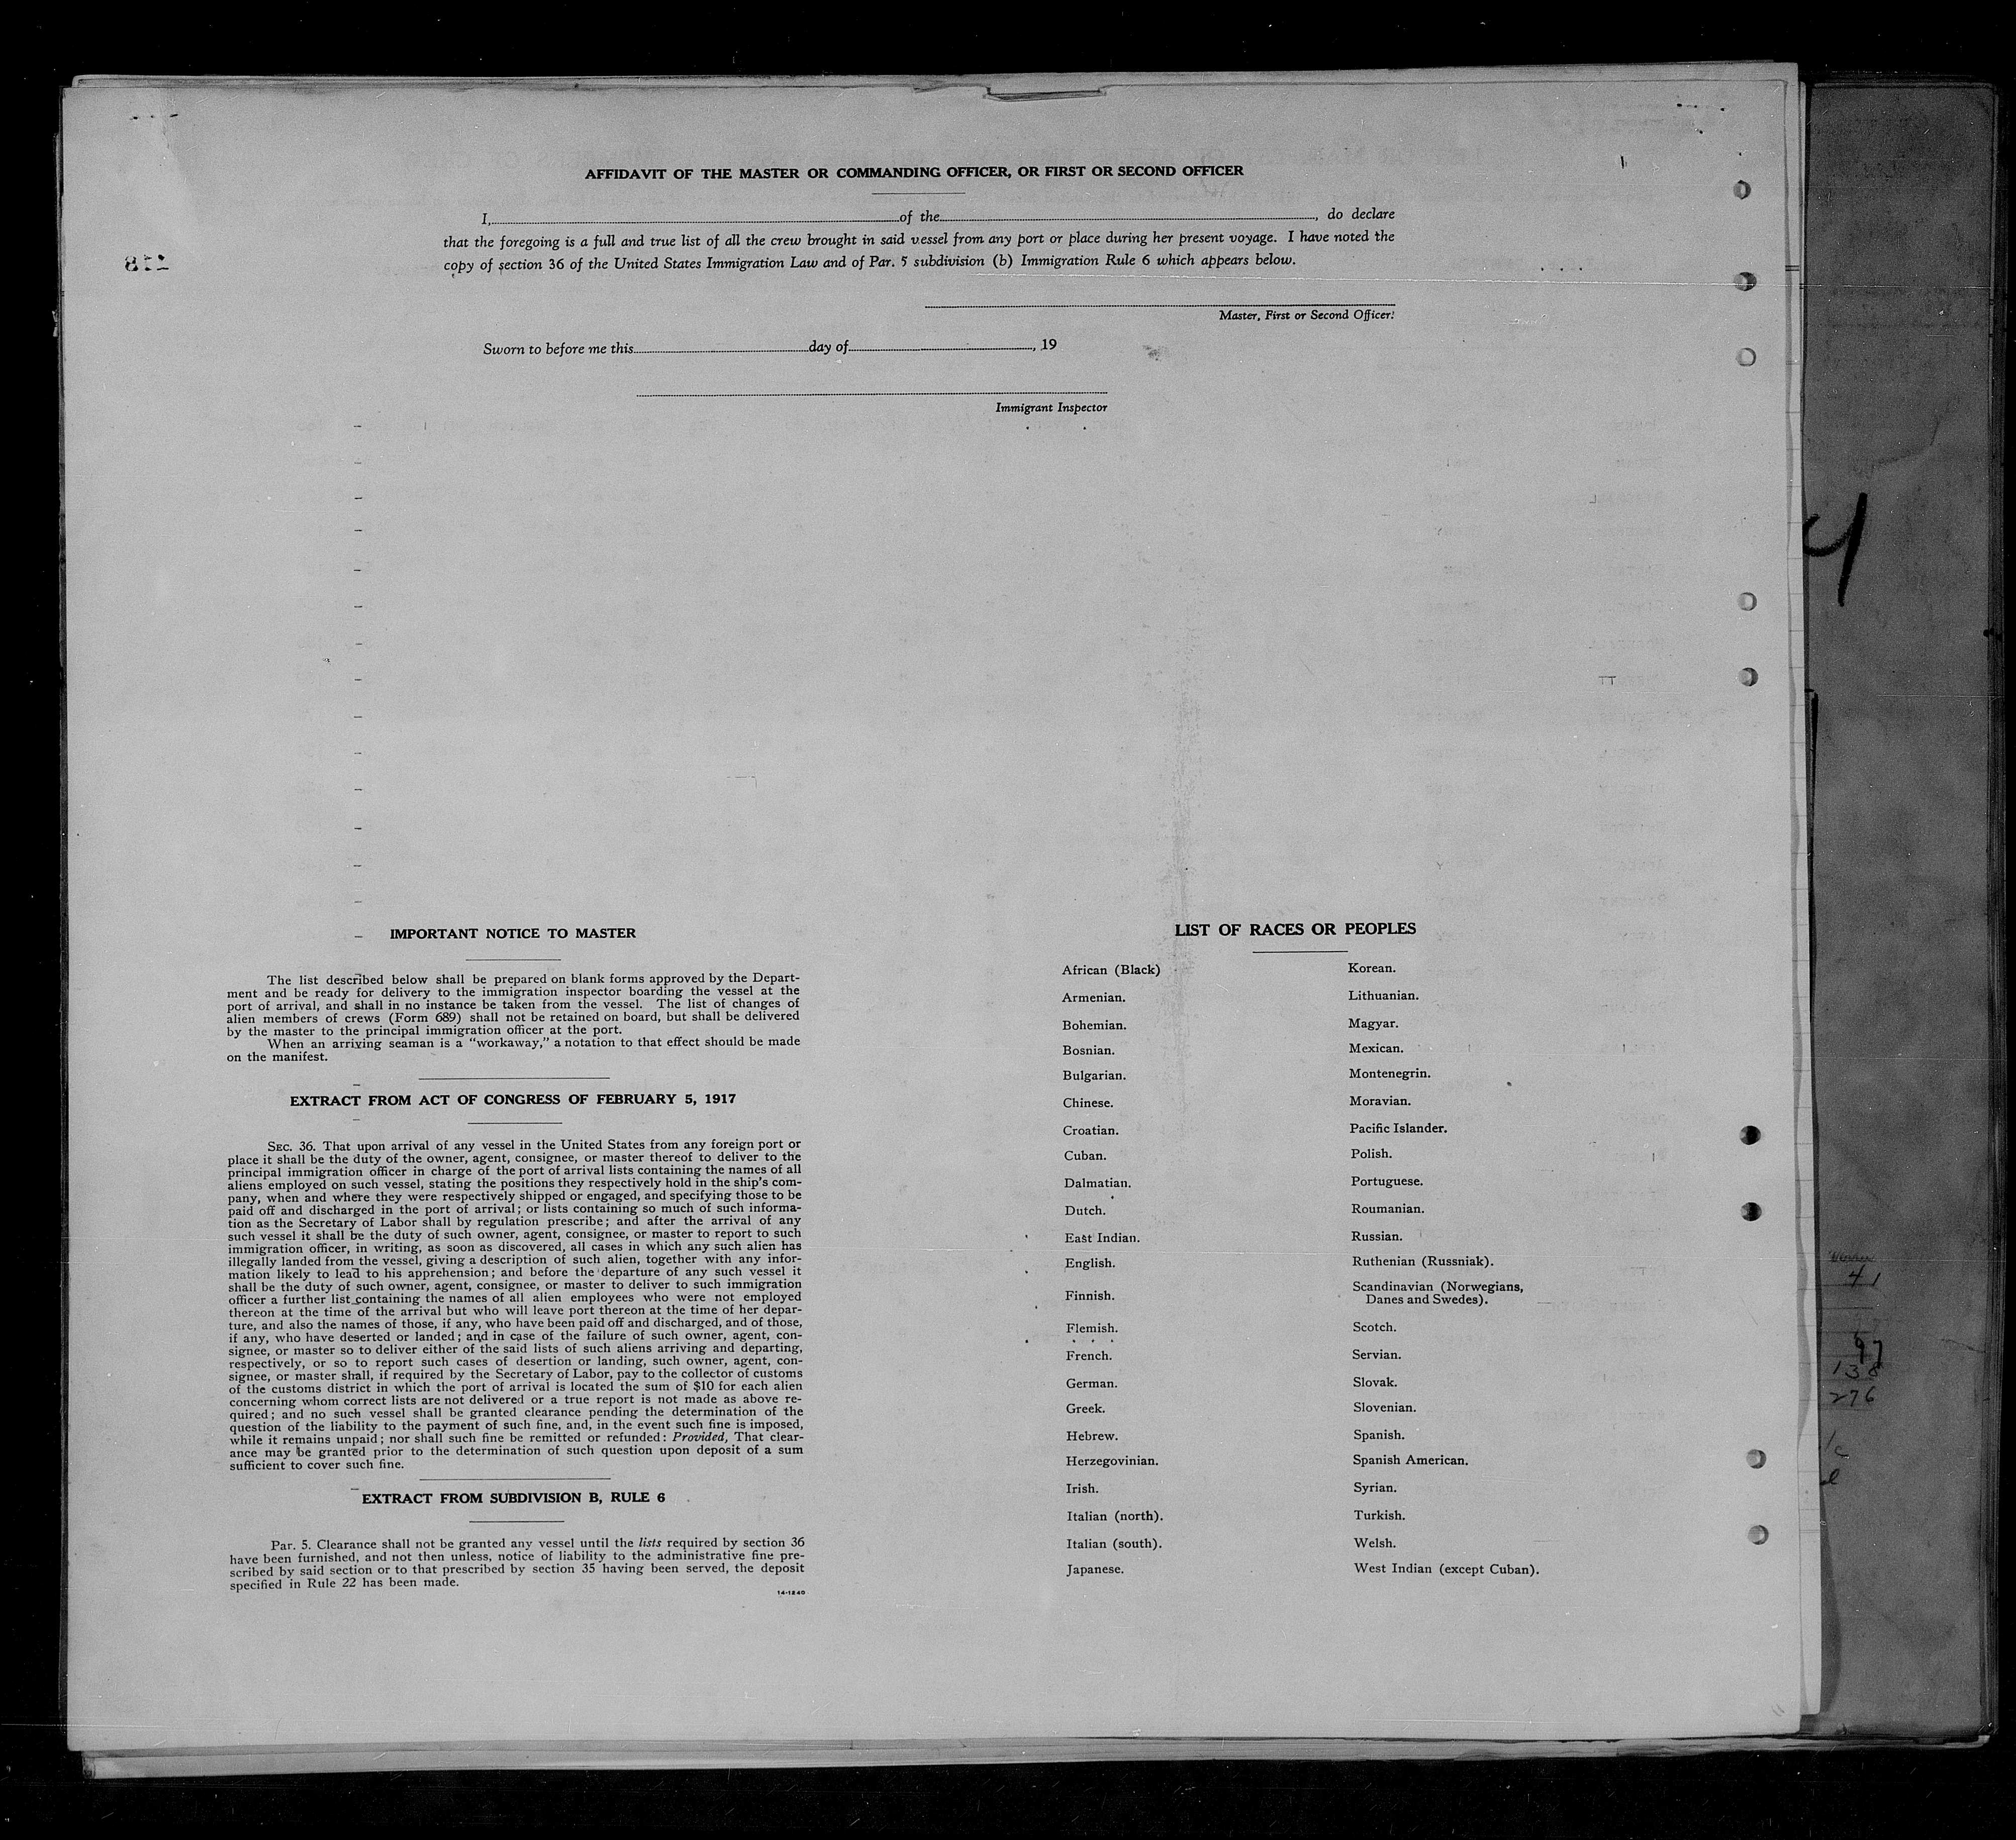 AFFIDAVIT OF THE MASTER OR COMMANDING OFFICER, OR FIRST OR SECOND OFFICER
I, of the , do declare
that the foregoing is a full and true list of all the crew brought in said vessel from any port or place during her present voyage. I have noted the
copy of section 36 of the United States Immigration Law and of Par. 5 subdivision (b) Immigration Rule 6 which appears below.
Master, First or Second Officer.
Sworn to before me this day of , 19
Immigrant Inspector
IMPORTANT NOTICE TO MASTER
The list described below shall be prepared on blank forms approved by the Depart-
ment and be ready for delivery to the immigration inspector boarding the vessel at the
port of arrival, and shall in no instance be taken from the vessel. The list of changes of
alien members of crews (Form 689) shall not be retained on board, but shall be delivered
by the master to the principal immigration officer at the port.
When an arriving seaman is a "workaway," a notation to that effect should be made
on the manifest.
EXTRACT FROM ACT OF CONGRESS OF FEBRUARY 5, 1917
SEC. 36. That upon arrival of any vessel in the United States from any foreign port or
place it shall be the duty of the owner, agent, consignee, or master thereof to deliver to the
principal immigration officer in charge of the port of arrival lists containing the names of all
aliens employed on such vessel, stating the positions they respectively hold in the ship's com-
pany, when and where they were respectively shipped or engaged, and specifying those to be
paid off and discharged in the port of arrival; or lists containing so much of such informa-
tion as the Secretary of Labor shall by regulation prescribe; and after the arrival of any
such vessel it shall be the duty of such owner, agent, consignee, or master to report to such
immigration officer, in writing, as soon as discovered, all cases in which any such alien has
illegally landed from the vessel, giving a description of such alien, together with any infor-
mation likely to lead to his apprehension; and before the departure of any such vessel it
shall be the duty of such owner, agent, consignee, or master to deliver to such immigration
officer a further list containing the names of all alien employees who were not employed
thereon at the time of the arrival but who will leave port thereon at the time of her depar-
ture, and also the names of those, if any, who have been paid off and discharged, and of those,
if any, who have deserted or landed; and in case of the failure of such owner, agent, con-
signee, or master so to deliver either of the said lists of such aliens arriving and departing,
respectively, or so to report such cases of desertion or landing, such owner, agent, con-
signee, or master shall, if required by the Secretary of Labor, pay to the collector of customs
of the customs district in which the port of arrival is located the sum of $10 for each alien
concerning whom correct lists are not delivered or a true report is not made as above re-
quired; and no such vessel shall be granted clearance pending the determination of the
question of the liability to the payment of such fine, and, in the event such fine is imposed,
while it remains unpaid; nor shall such fine be remitted or refunded: Provided, That clear-
ance may be granted prior to the determination of such question upon deposit of a sum
sufficient to cover such fine.
EXTRACT FROM SUBDIVISION B, RULE 6
Par. 5. Clearance shall not be granted any vessel until the lists required by section 36
have been furnished, and not then unless, notice of liability to the administrative fine pre-
scribed by said section or to that prescribed by section 35 having been served, the deposit
specified in Rule 22 has been made.
14-1240
LIST OF RACES OR PEOPLES
African (Black)
Armenian.
Bohemian.
Bosnian.
Bulgarian.
Chinese.
Croatian.
Cuban.
Dalmatian.
Dutch.
East Indian.
English.
Finnish.
Flemish.
French.
German.
Greek.
Hebrew.
Herzegovinian.
Irish.
Italian (north).
Italian (south).
Japanese.
Korean.
Lithuanian.
Magyar.
Mexican.
Montenegrin.
Moravian.
Pacific Islander.
Polish.
Portuguese.
Roumanian.
Russian.
Ruthenian (Russniak).
Scandinavian (Norwegians,
Danes and Swedes).
Scotch.
Servian.
Slovak.
Slovenian.
Spanish.
Spanish American.
Syrian.
Turkish.
Welsh.
West Indian (except Cuban).
41
97
138
276